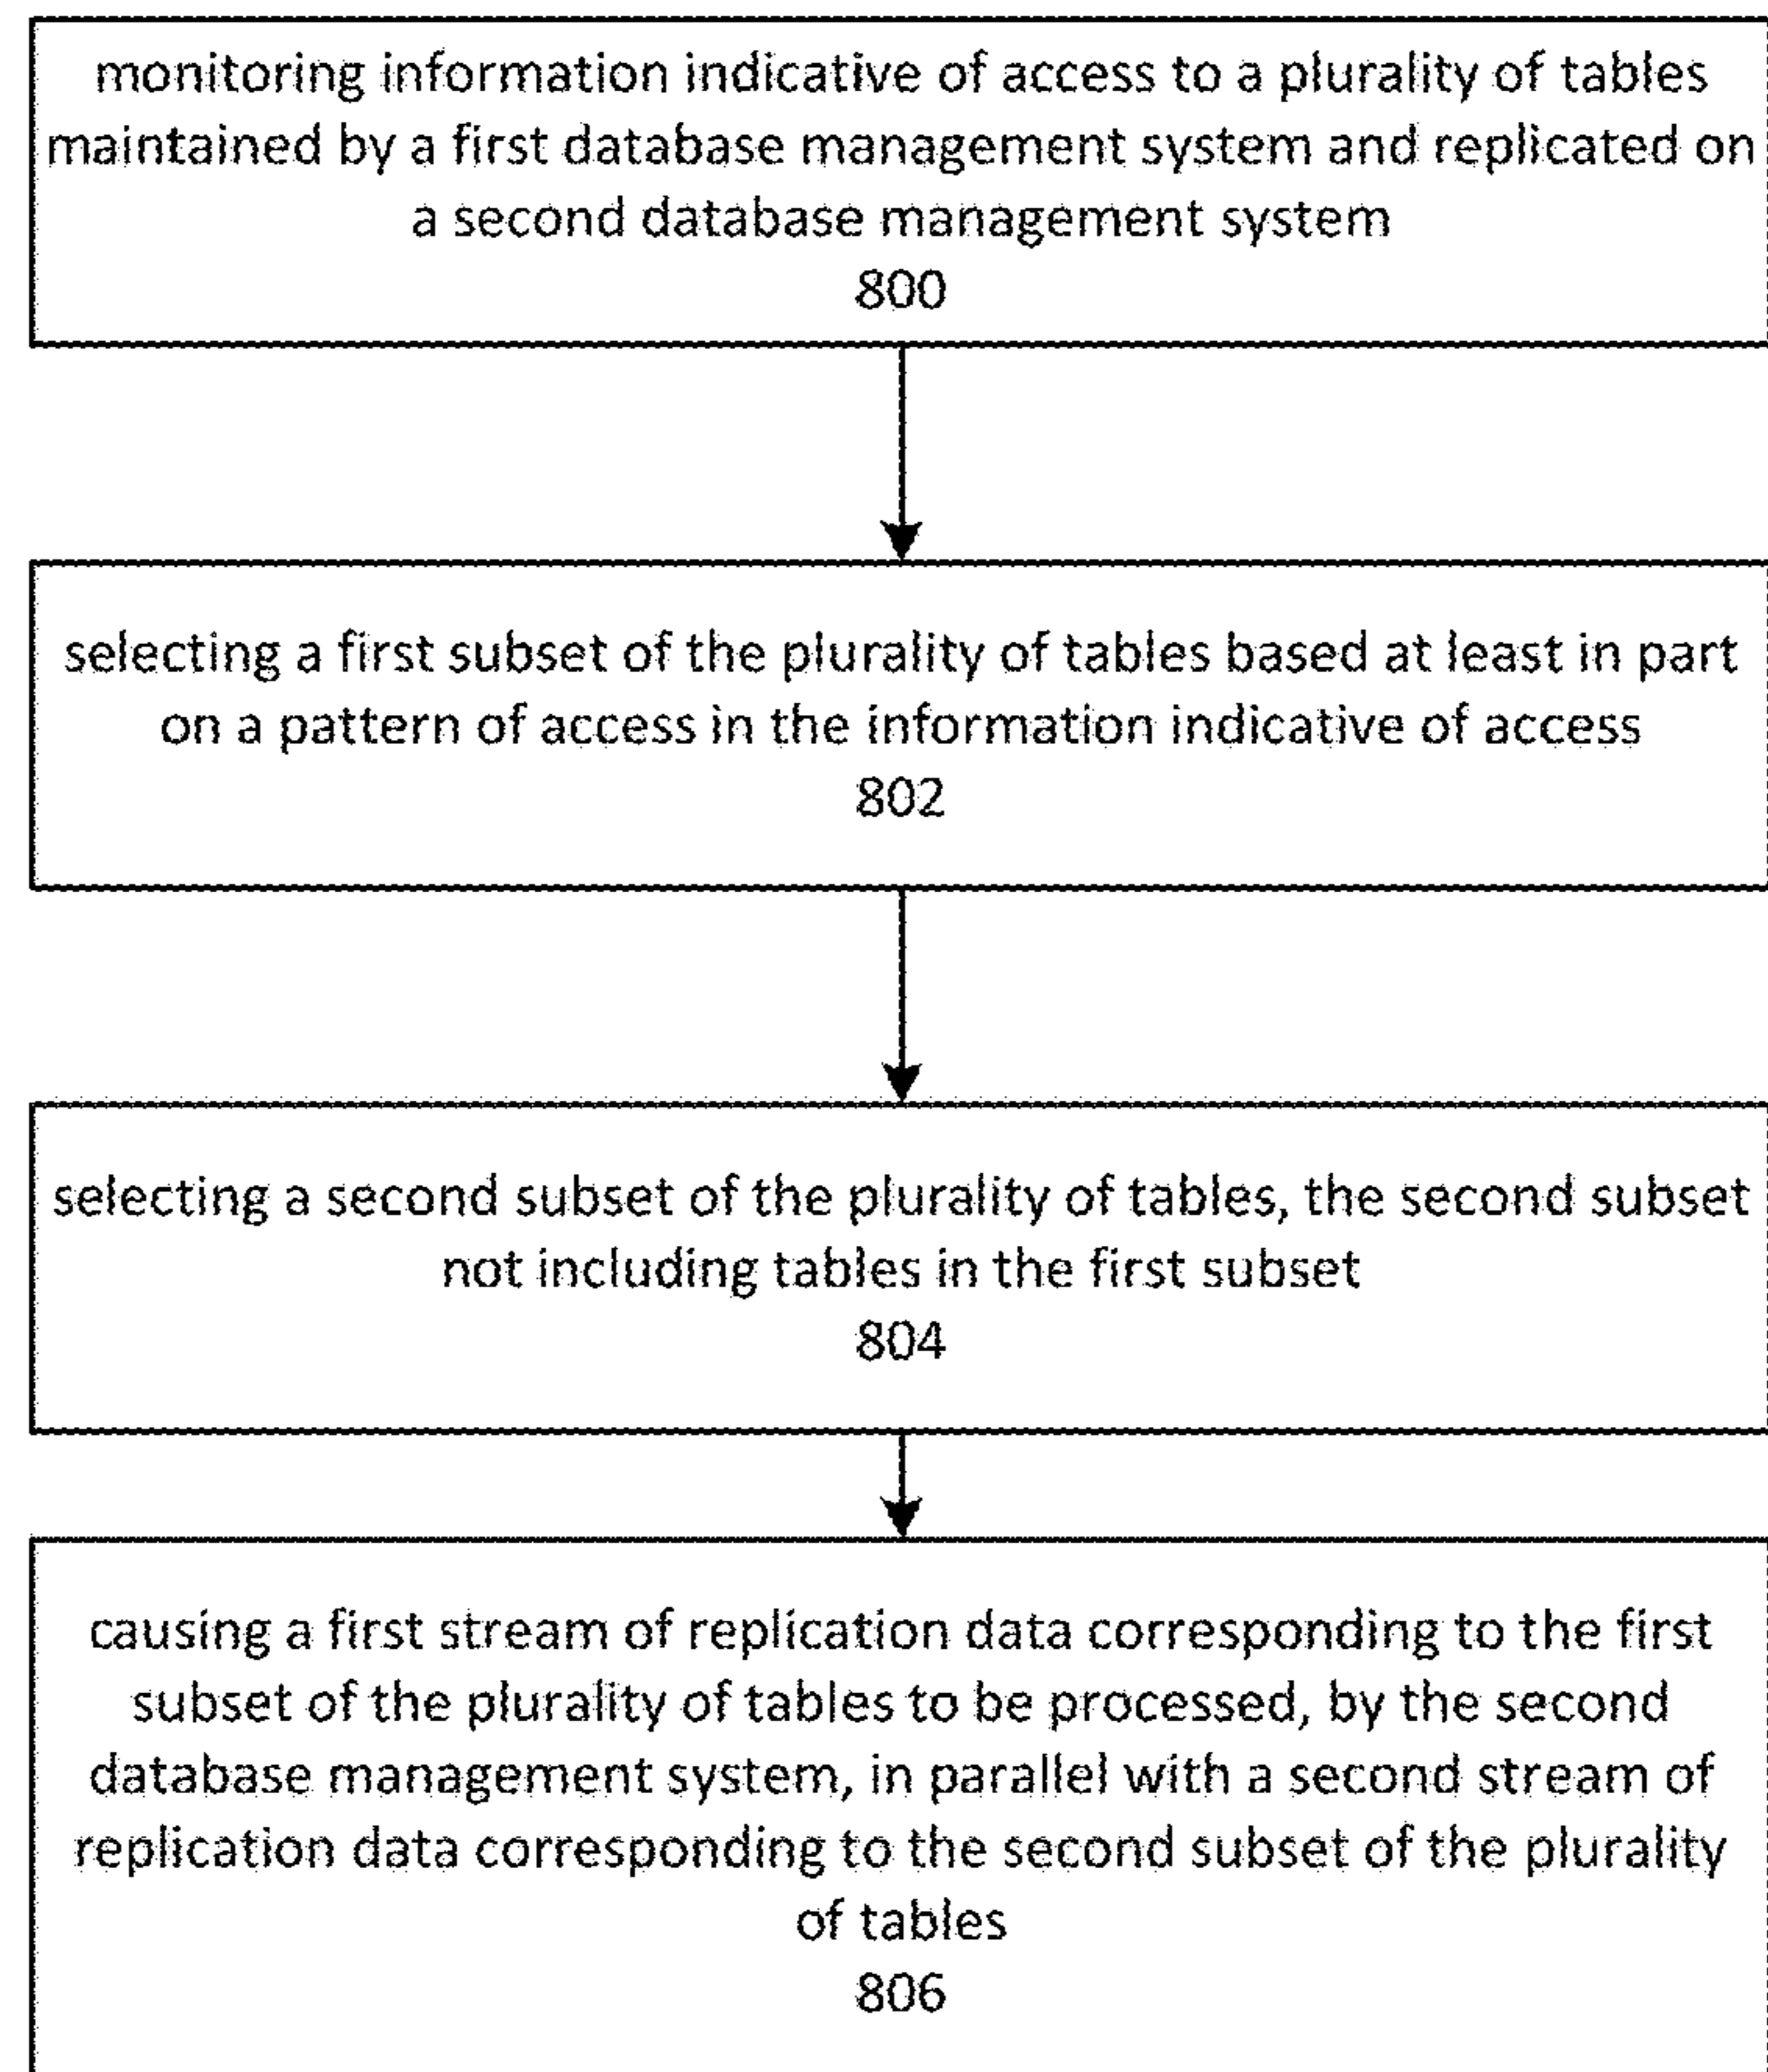 monitoring information indicative of access to a plurality of tables
maintained by a first database management system and replicated on
a second database management system
800
selecting a first subset of the plurality of tables based at least in part
on a pattern of access in the information indicative of access
802
selecting a second subset of the plurality of tables, the second subset
not including tables in the first subset
804
causing a first stream of replication data corresponding to the first
subset of the plurality of tables to be processed, by the second
database management system, in parallel with a second stream of
replication data corresponding to the second subset of the plurality
of tables
806